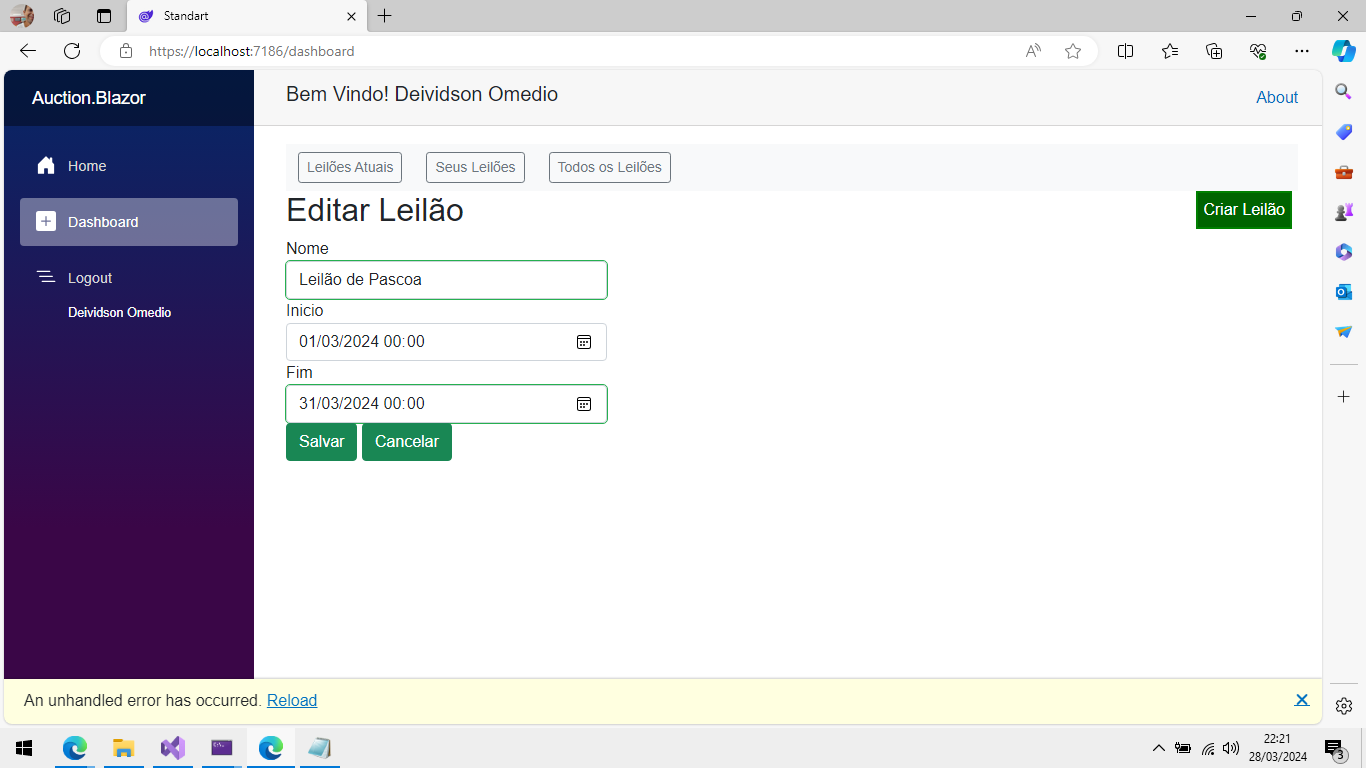 Standart
https://localhost:7186/dashboard
Auction.Blazor
Bem Vindo! Deividson Omedio
About
Home
Dashboard
Logout
Deividson Omedio
Leilões Atuais
Seus Leilões
Todos os Leilões
Editar Leilão
Criar Leilão
Nome
Leilão de Pascoa
Inicio
01/03/2024 00:00
Fim
31/03/2024 00:00
Salvar
Cancelar
An unhandled error has occurred. Reload
22:21
28/03/2024
3